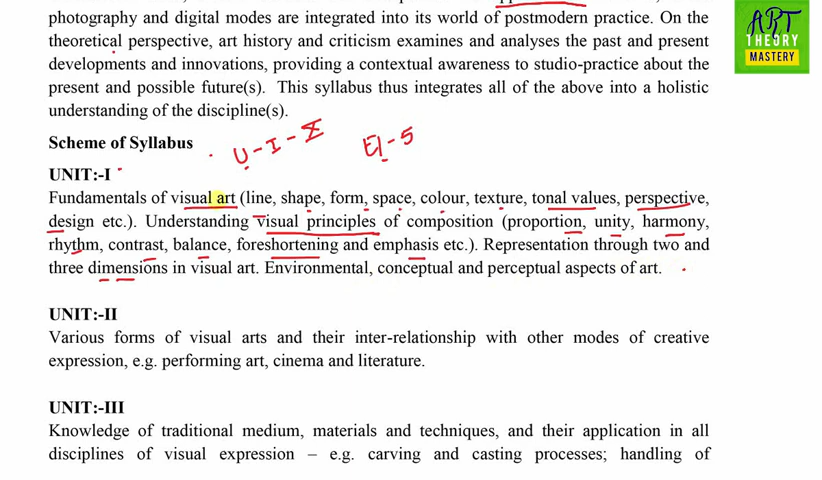 photography and digital modes are integrated into its world of postmodern practice. On the
theoretical perspective, art history and criticism examines and analyses the past and present
developments and innovations, providing a contextual awareness to studio-practice about the
present and possible future(s). This syllabus thus integrates all of the above into a holistic
understanding of the discipline(s).
ART
THEORY
MASTERY
Scheme of Syllabus
U-I-X
El-5
UNIT:-I
Fundamentals of visual art (line, shape, form, space, colour, texture, tonal values, perspective,
design etc.). Understanding visual principles of composition (proportion, unity, harmony,
rhythm, contrast, balance, foreshortening and emphasis etc.). Representation through two and
three dimensions in visual art. Environmental, conceptual and perceptual aspects of art.
UNIT:-II
Various forms of visual arts and their inter-relationship with other modes of creative
expression, e.g. performing art, cinema and literature.
UNIT:-III
Knowledge of traditional medium, materials and techniques, and their application in all
disciplines of visual expression – e.g. carving and casting processes; handling of